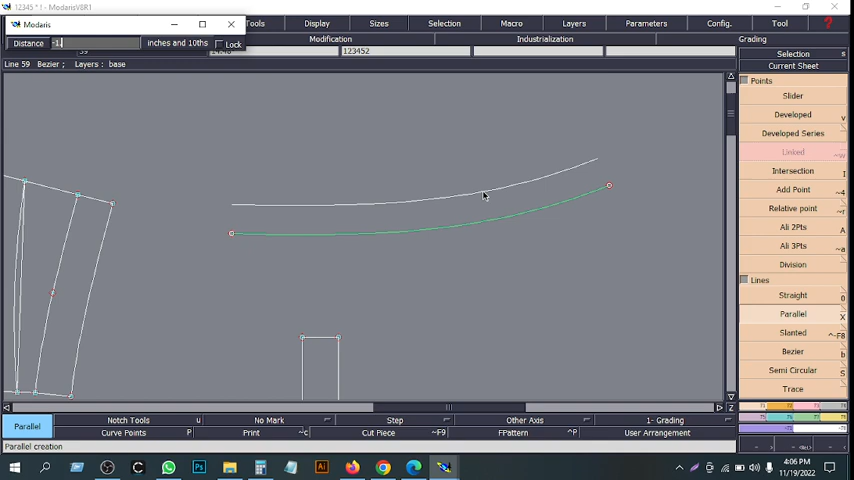 12345 * ! - ModarisV8R1
Modaris
Tools Display Sizes Selection Macro Layers Parameters Config. Tool ?
Distance -1. inches and 10ths Lock
Modification Industrialization Grading
123452
Line 59 Bezier ; Layers : base
Selection s
Current Sheet
Points
Slider
Developed v
Developed Series
Linked ~W
Intersection I
Add Point ~4
Relative point ~r
Ali 2Pts A
Ali 3Pts ~a
Division
Lines
Straight 0
Parallel X
Slanted ^~F8
Bezier b
Semi Circular S
Trace
Z
Parallel
Notch Tools u No Mark Step Other Axis 1- Grading
Curve Points P Print ~c Cut Piece ~F9 FPattern ^P User Arrangement
Parallel creation
4:06 PM
11/19/2022